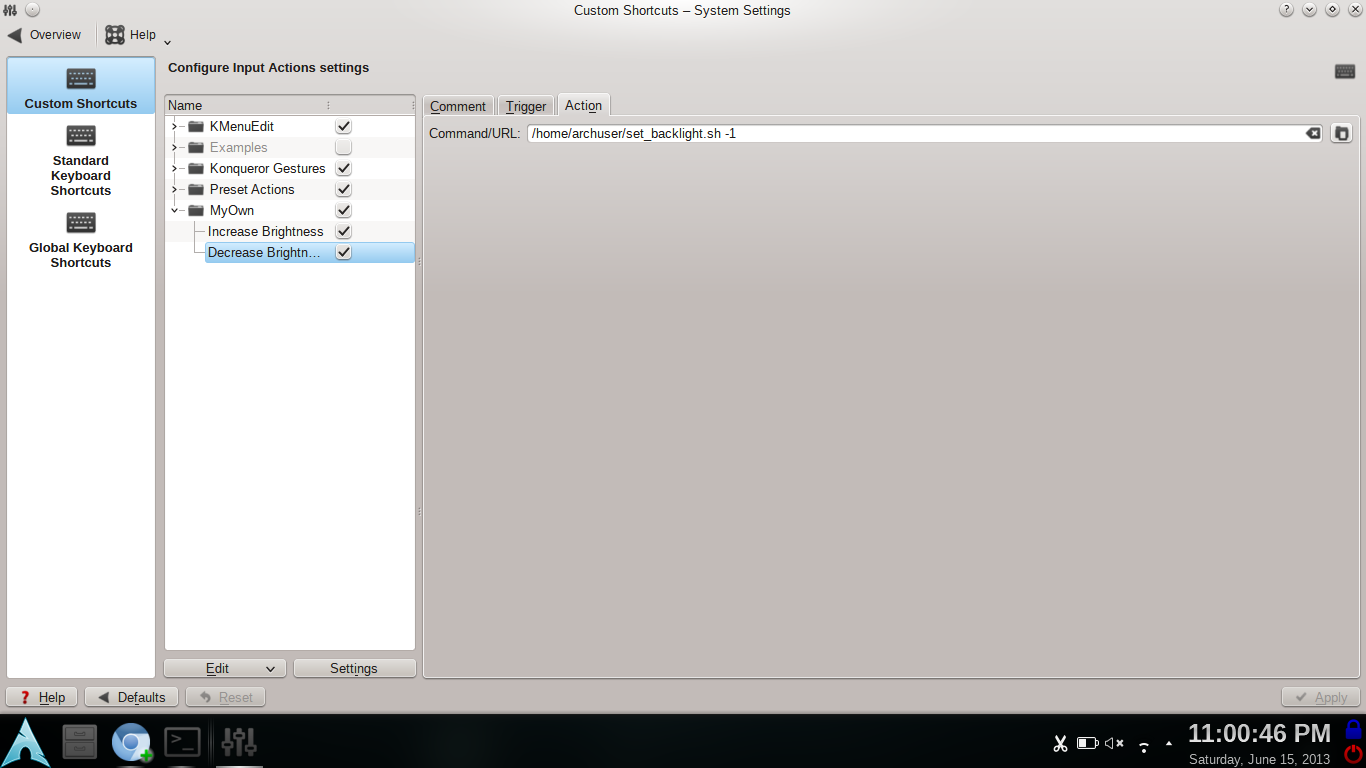 Custom Shortcuts – System Settings
Overview
Help
Custom Shortcuts
Standard
Keyboard
Shortcuts
Global Keyboard
Shortcuts
Configure Input Actions settings
Name
KMenuEdit
Examples
Konqueror Gestures
Preset Actions
MyOwn
Increase Brightness
Decrease Brightn...
Edit
Settings
Comment
Trigger
Action
Command/URL: /home/archuser/set_backlight.sh -1
Help
Defaults
Reset
Apply
11:00:46 PM
Saturday, June 15, 2013